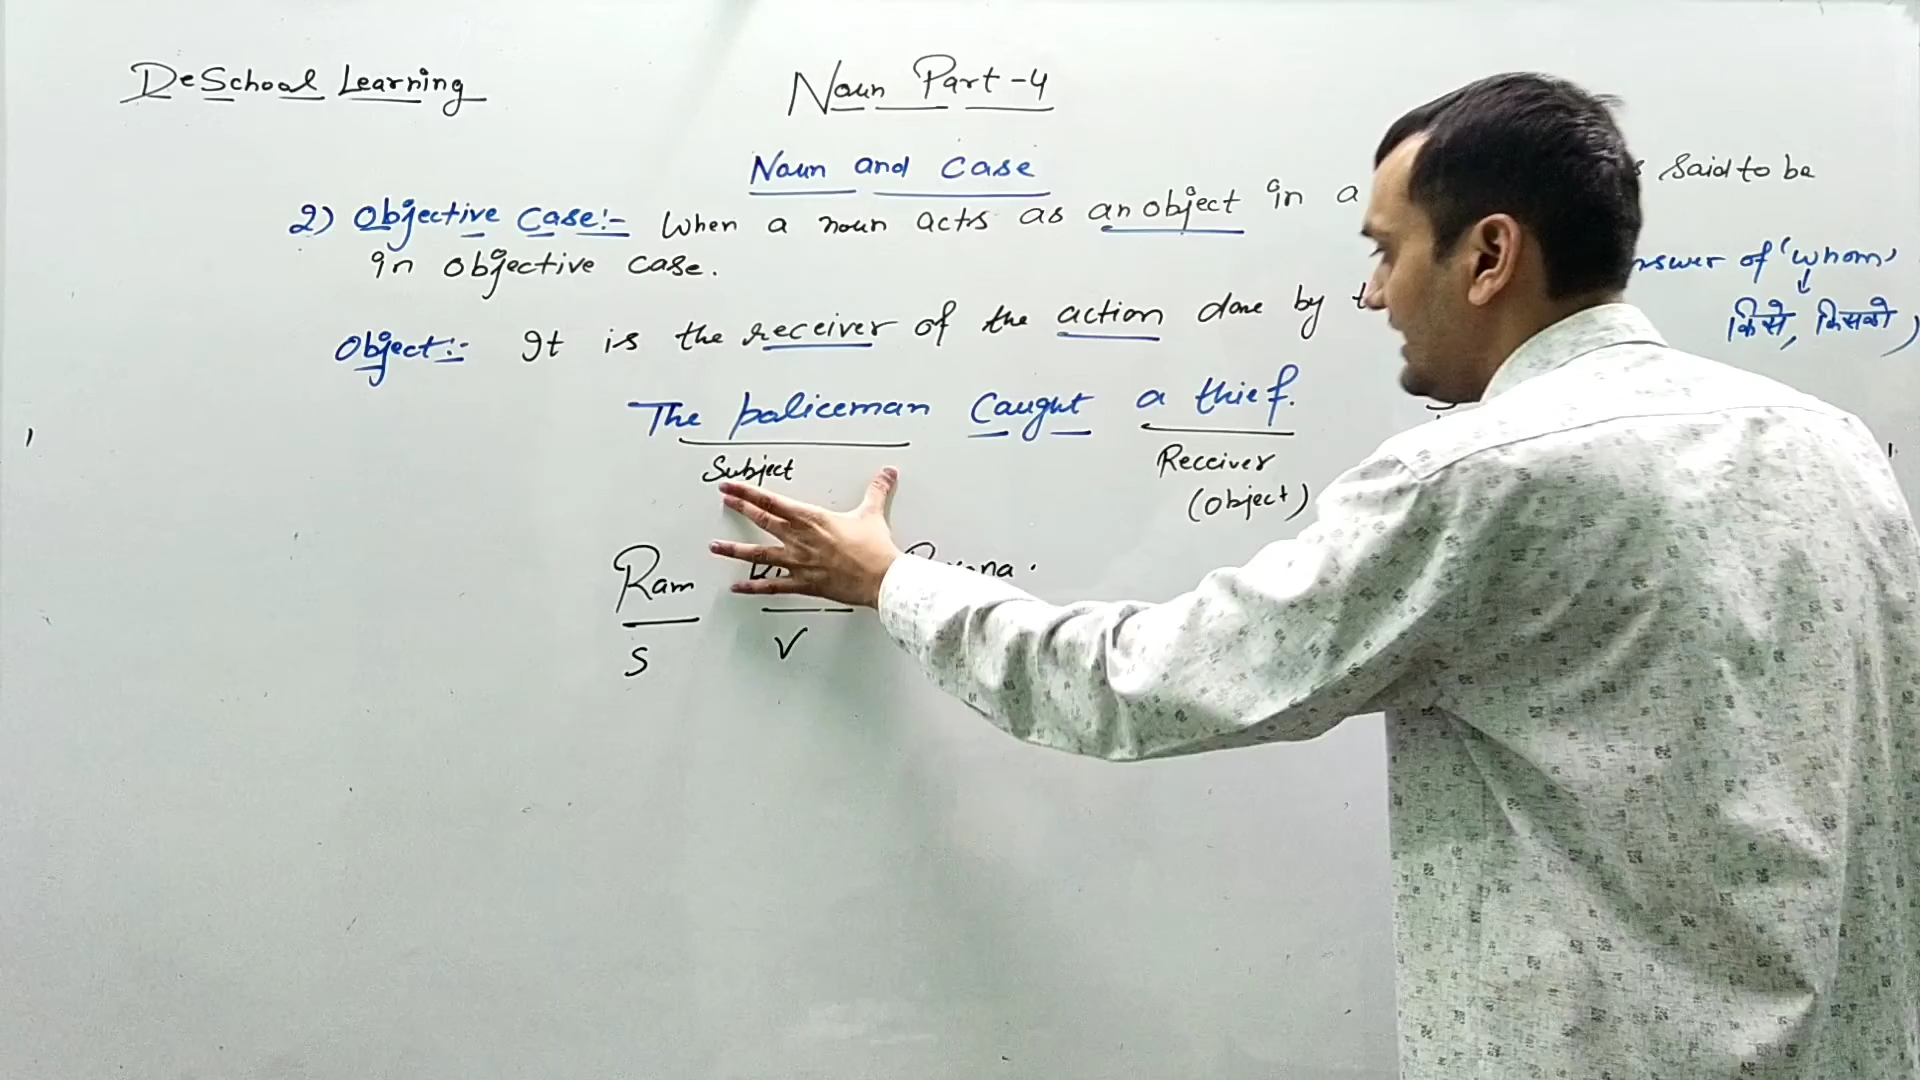 DeSchool Learning
Noun Part-4
Noun and Case
2) Objective Case:- When a noun acts as an object in a said to be
in objective case.
answer of 'whom'
Object:- It is the receiver of the action done by
किसे, किसको)
The policeman caught a thief.
Subject
Receiver
(Object)
Ram
S
V